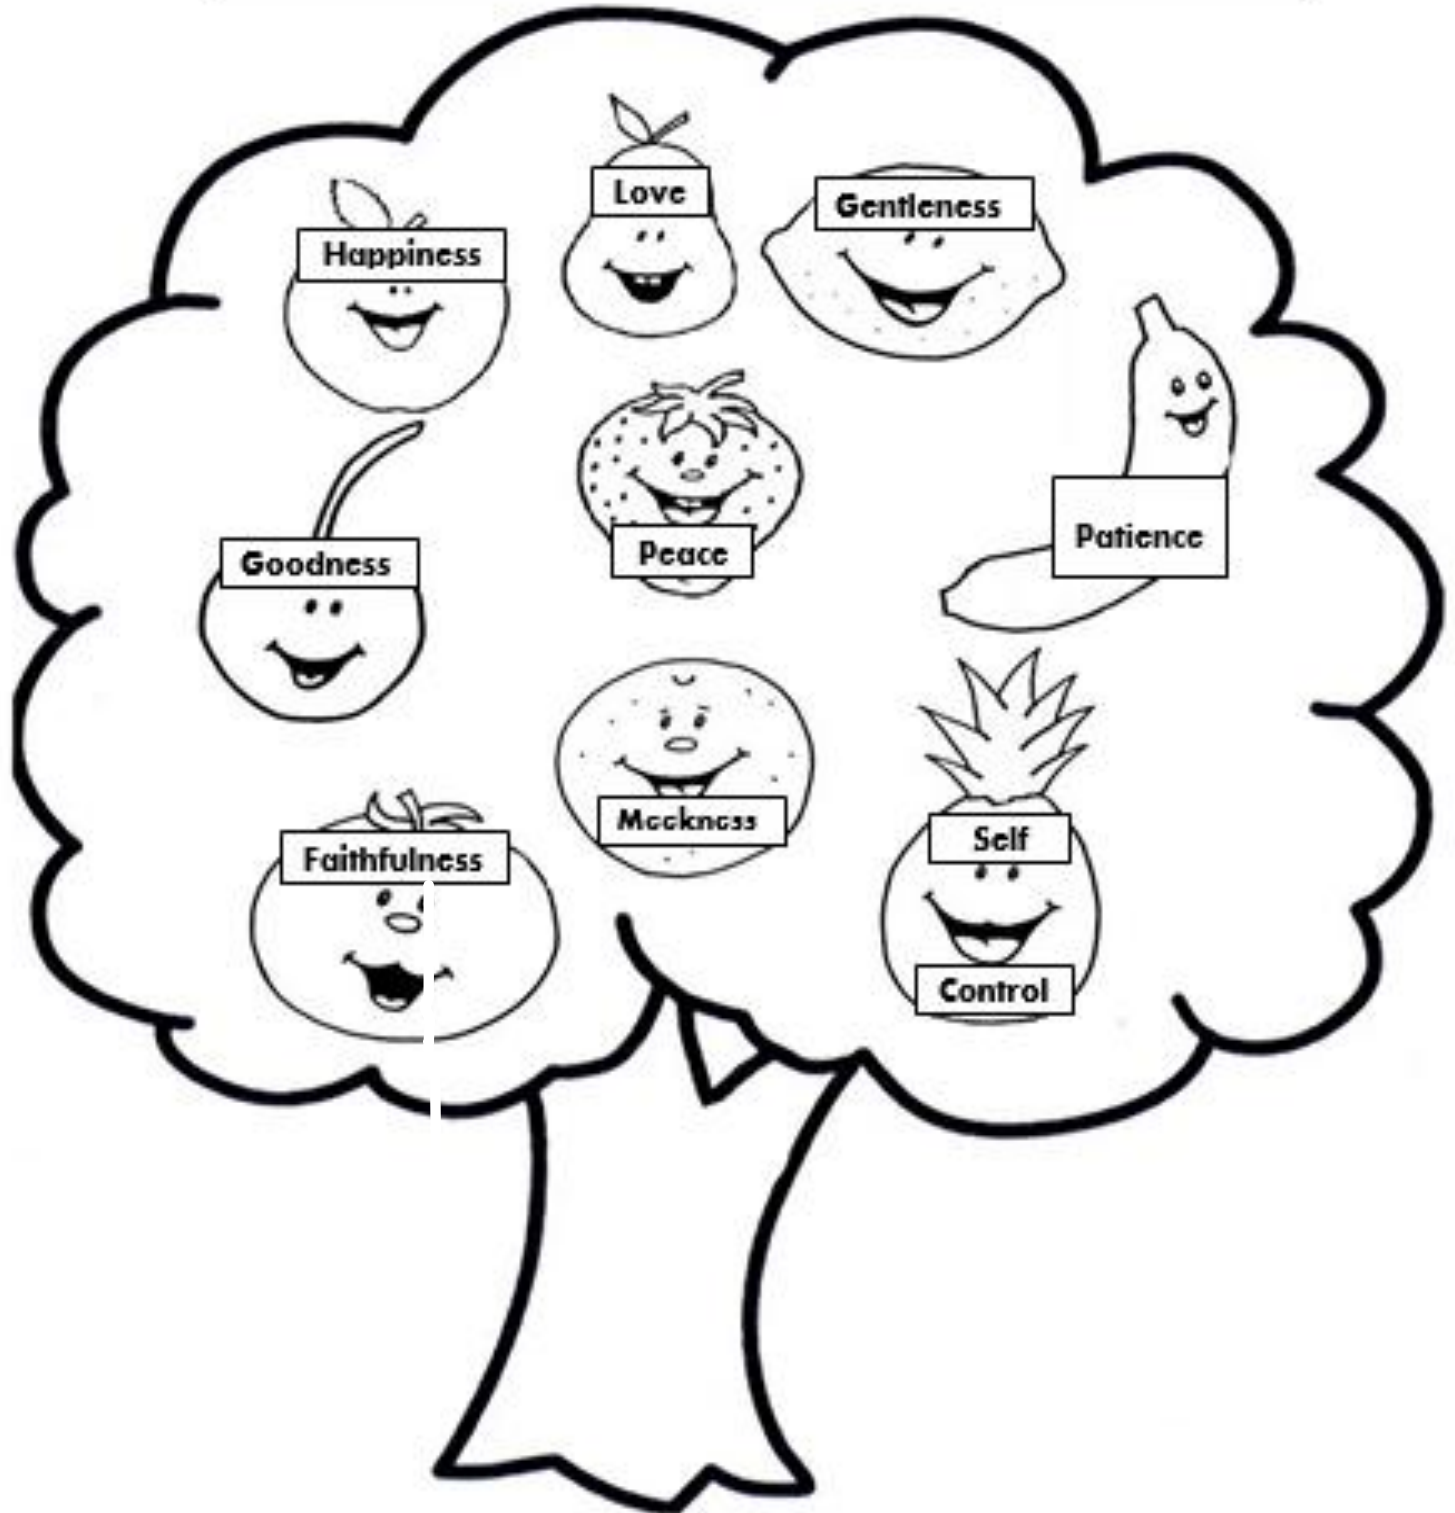 Love
Gentleness
Happiness
Patience
Peace
Goodness
Meekness
Self
Faithfulness
Control